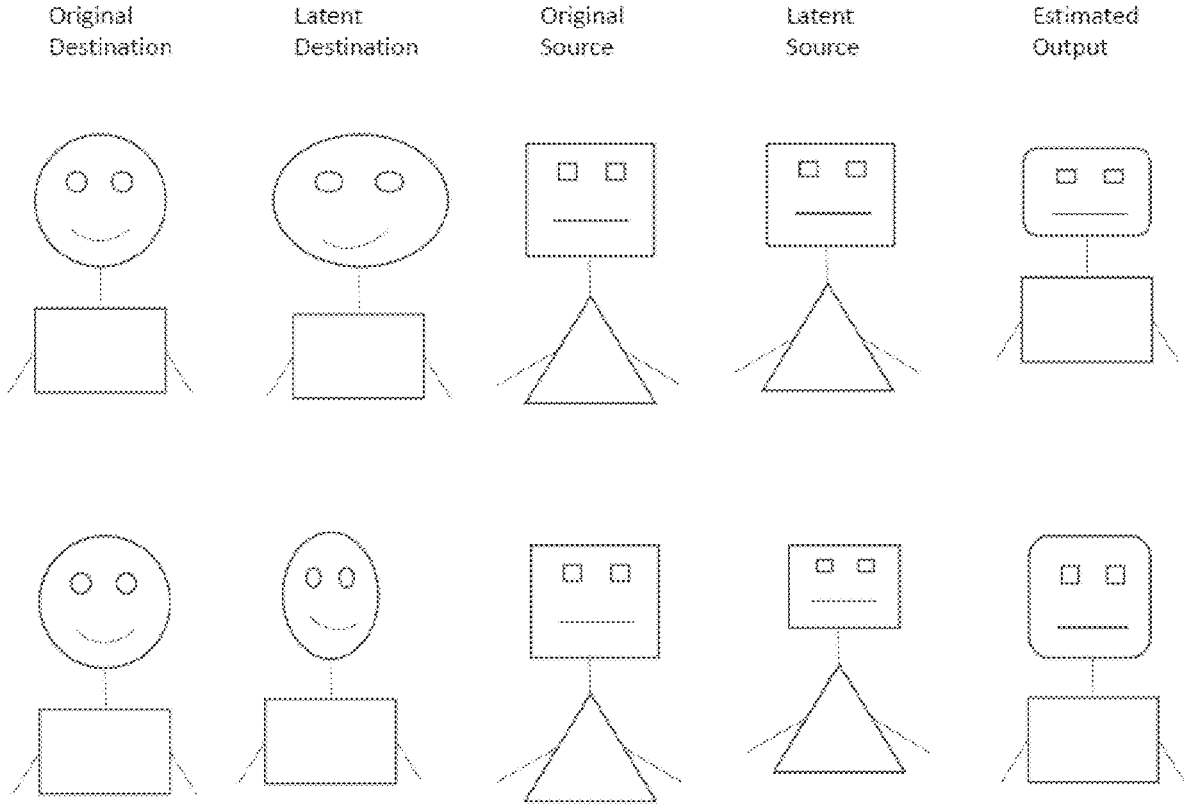 Original
Destination
Latent
Destination
Original
Source
Latent
Source
Estimated
Output